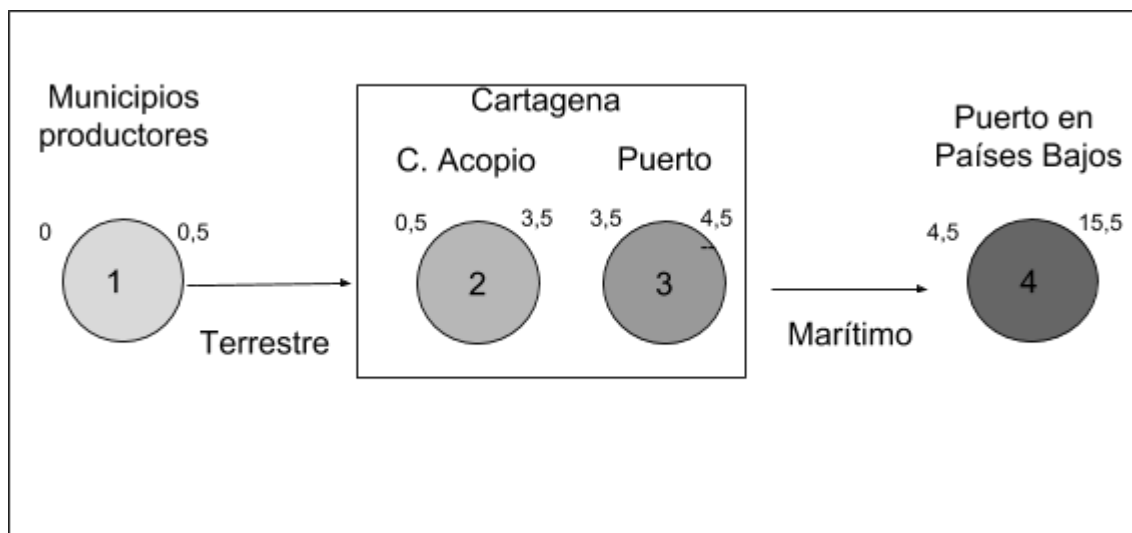 Municipios
productores
Cartagena
C. Acopio
Puerto
Puerto en
Países Bajos
0
0,5
0,5
3,5
3,5
4,5
4,5
15,5
1
2
3
4
Terrestre
Marítimo